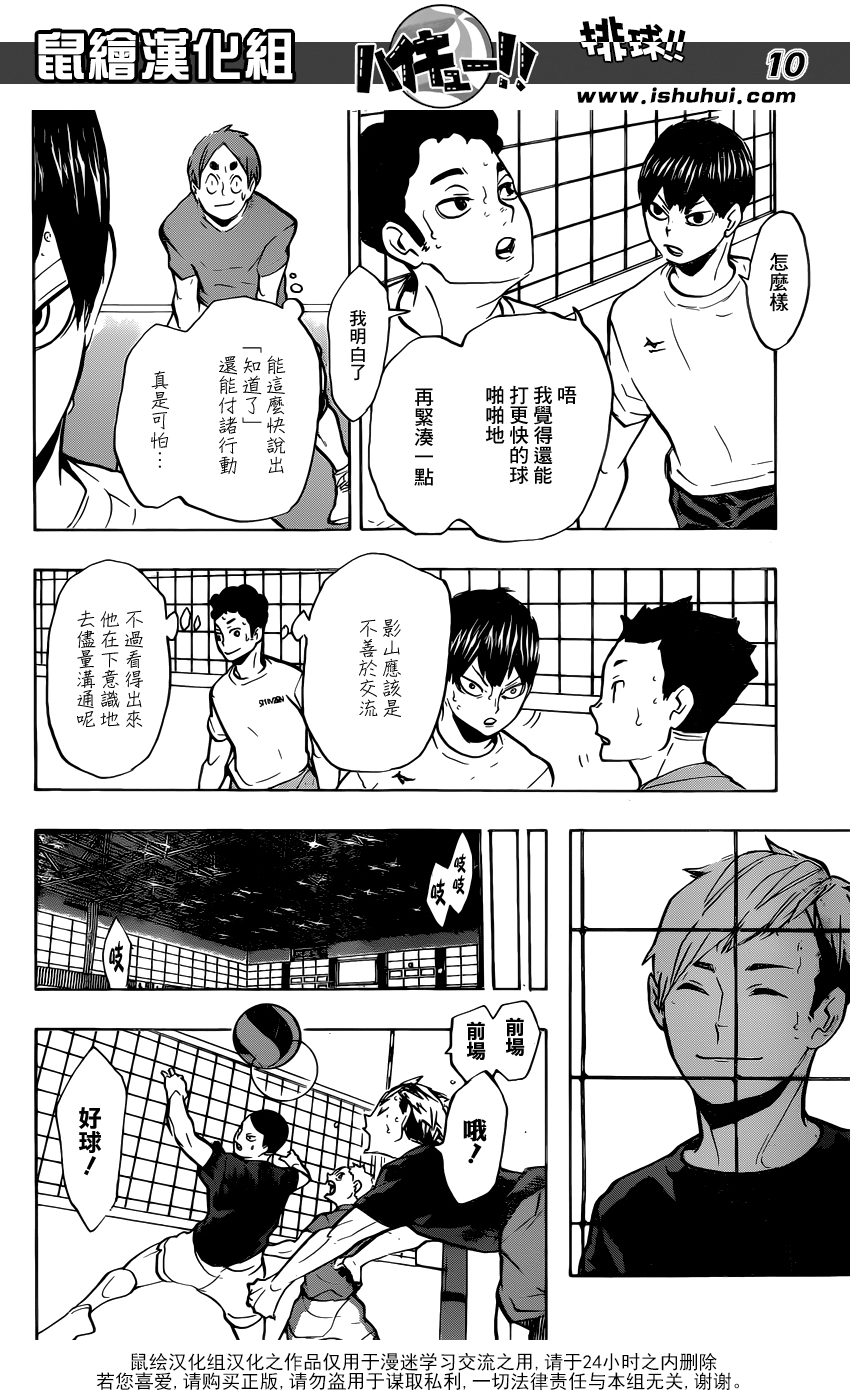 鼠繪漢化組
ハイキュー!!
排球!!
10
www.ishuhui.com
怎麼樣
唔
我覺得還能
打更快的球
啪啪地
再緊湊一點
我明白了
能這麼快說出
「知道了」
還能付諸行動
真是可怕…
影山應該是
不善於交流
不過看得出來
他在下意識地
去儘量溝通呢
吱吱
吱
吱
前場
前場
哦！
好球！
鼠绘汉化组汉化之作品仅用于漫迷学习交流之用,请于24小时之内删除
若您喜爱,请购买正版,请勿盗用于谋取私利,一切法律责任与本组无关,谢谢。